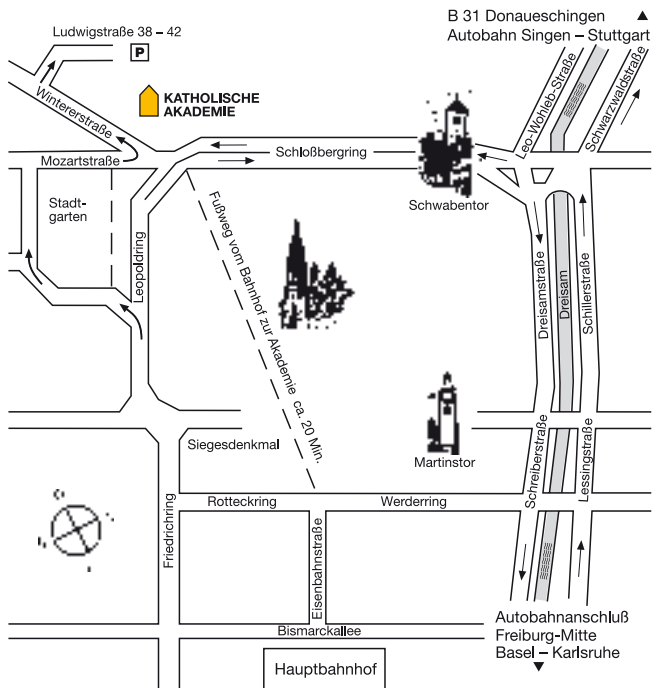 B 31 Donaueschingen
Autobahn Singen – Stuttgart
Ludwigstraße 38 – 42
P
KATHOLISCHE
AKADEMIE
Wintererstraße
Mozartstraße
Schloßbergring
Leo-Wohleb-Straße
Schwarzwaldstraße
Schwabentor
Stadt-
garten
Leopoldring
Fußweg vom Bahnhof zur Akademie ca. 20 Min.
Dreisamstraße
Dreisam
Schillerstraße
Siegesdenkmal
Martinstor
Schreiberstraße
Lessingstraße
Rotteckring
Werderring
Friedrichring
Eisenbahnstraße
Bismarckallee
Hauptbahnhof
Autobahnanschluß
Freiburg-Mitte
Basel – Karlsruhe